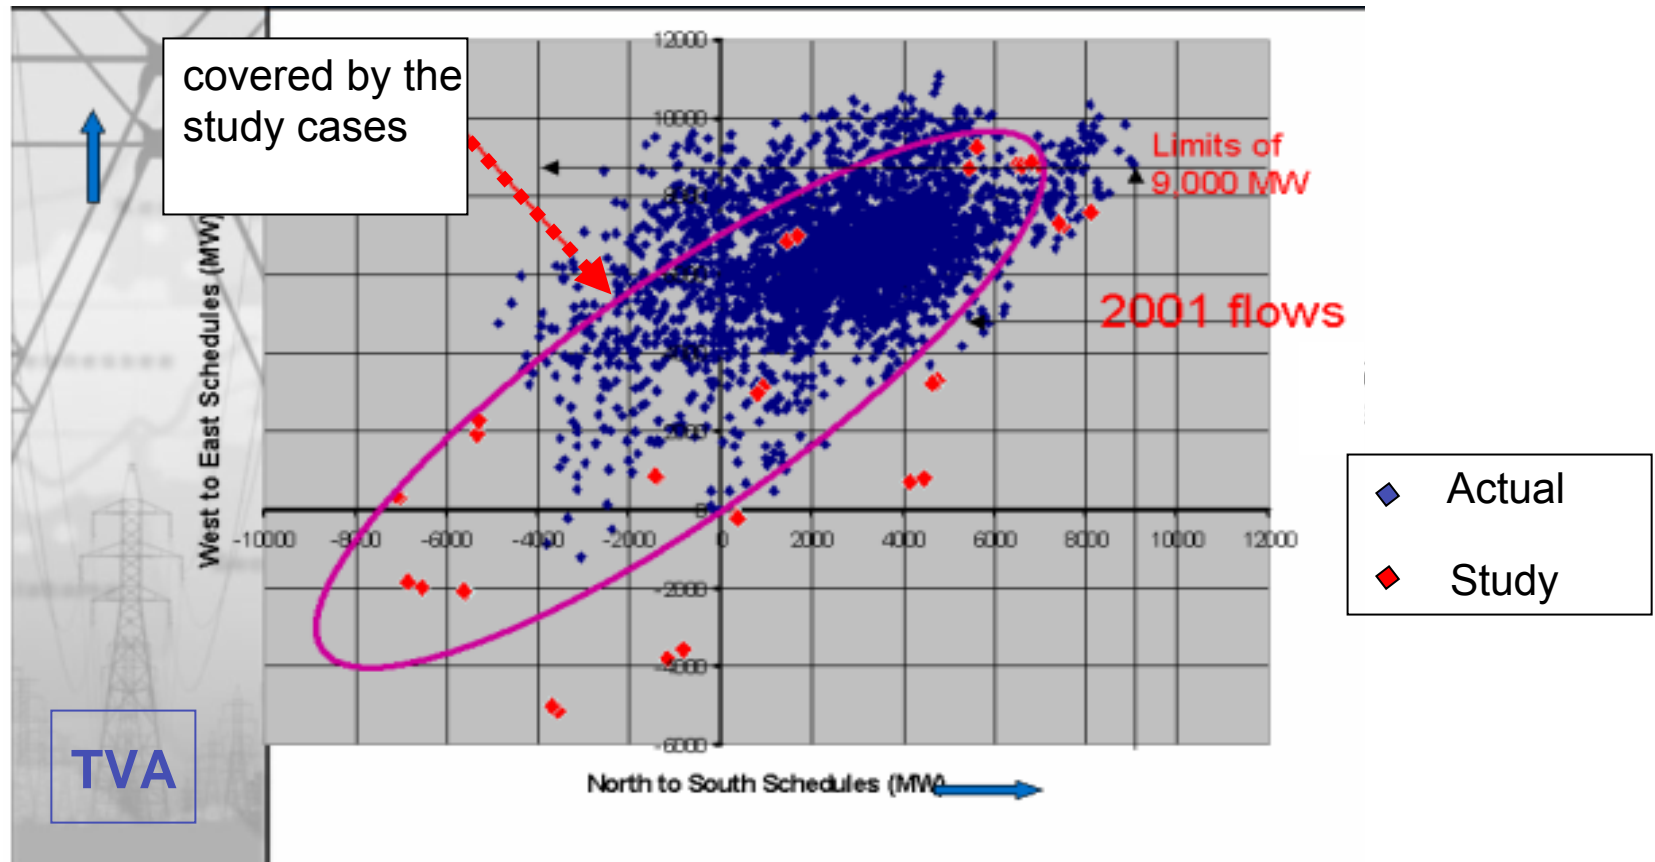 covered by the
study cases
12000
10000
Limits of
9,000 MW
West to East Schedules (MW)
2001 flows
Actual
Study
-10000
-6000
-4000
-2000
0
2000
4000
6000
8000
10000
12000
-2000
-4000
-6000
North to South Schedules (MW)
TVA